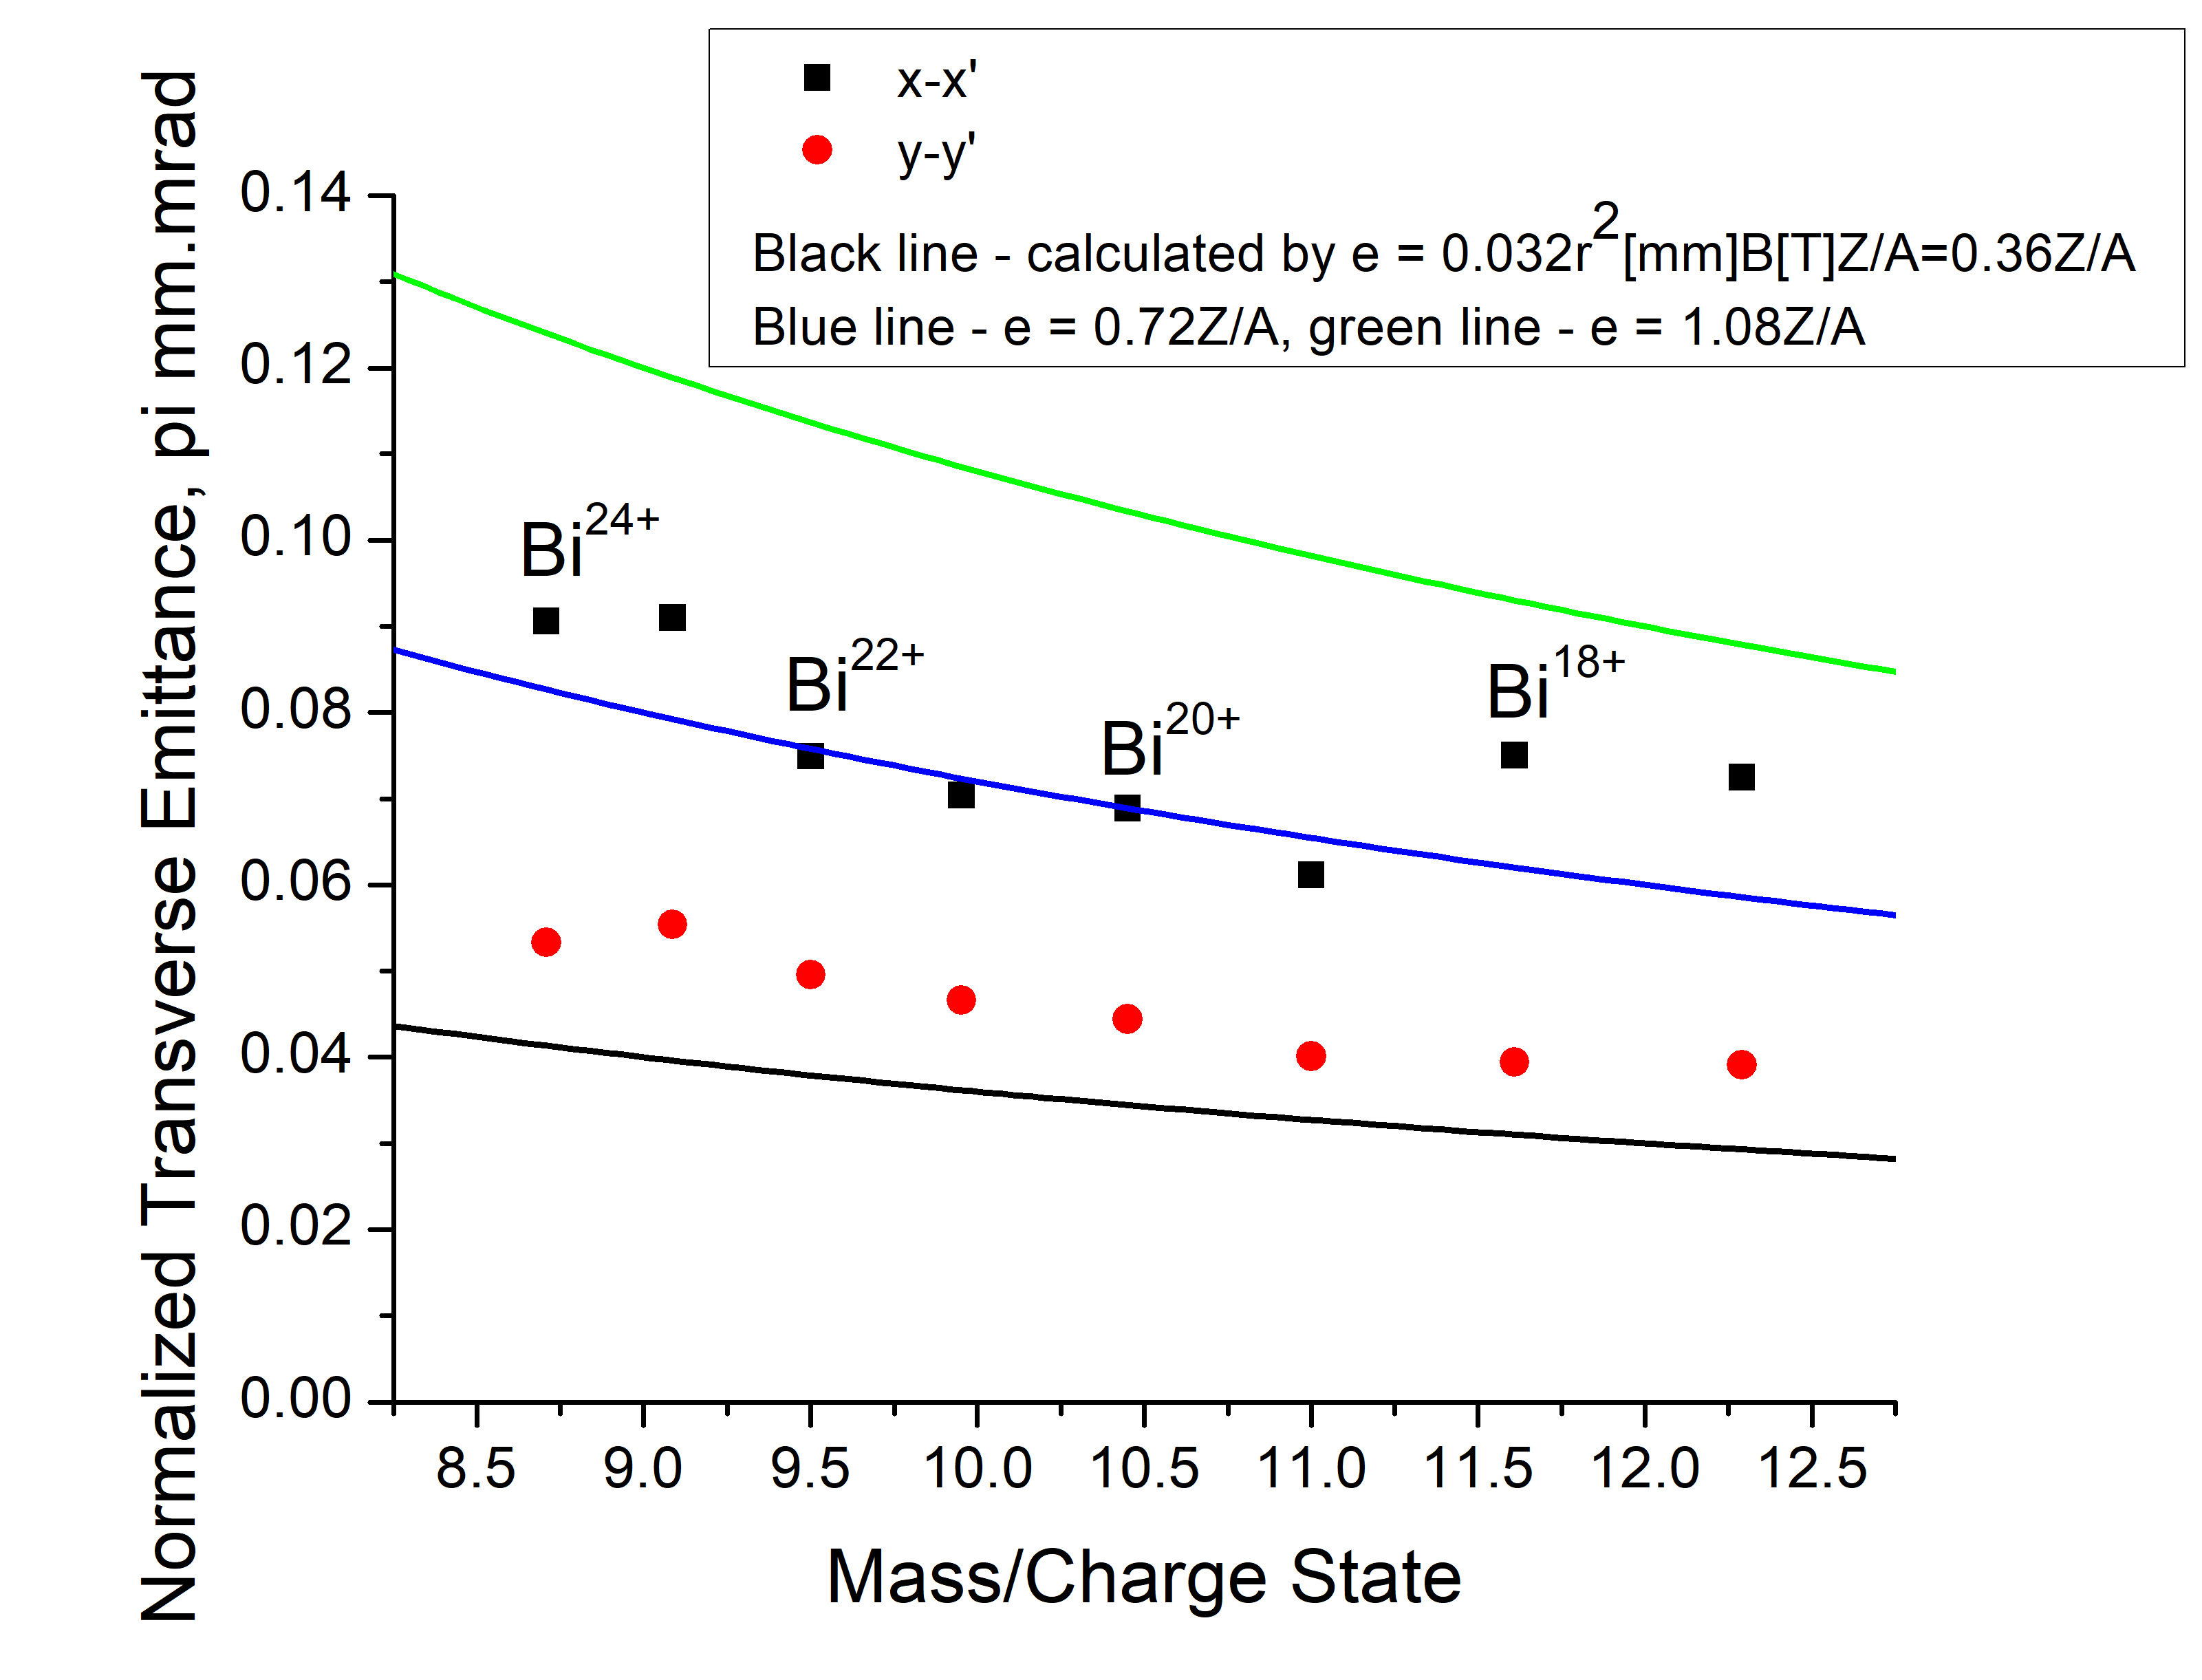 x-x'
y-y'
Black line - calculated by e = 0.032r²[mm]B[T]Z/A=0.36Z/A
Blue line - e = 0.72Z/A, green line - e = 1.08Z/A
Normalized Transverse Emittance, pi mm.mrad
0.14
0.12
0.10
0.08
0.06
0.04
0.02
0.00
Bi²⁴⁺
Bi²²⁺
Bi²⁰⁺
Bi¹⁸⁺
8.5 9.0 9.5 10.0 10.5 11.0 11.5 12.0 12.5
Mass/Charge State